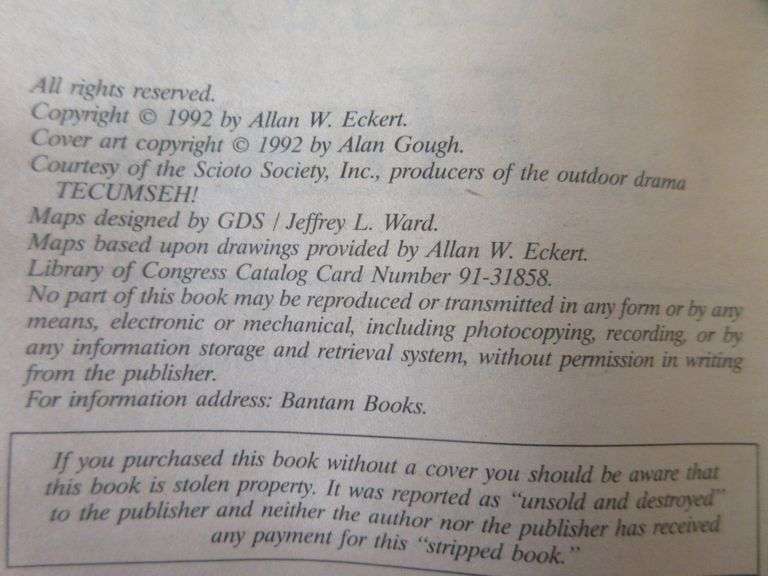 All rights reserved.
Copyright © 1992 by Allan W. Eckert.
Cover art copyright © 1992 by Alan Gough.
Courtesy of the Scioto Society, Inc., producers of the outdoor drama
TECUMSEH!
Maps designed by GDS / Jeffrey L. Ward.
Maps based upon drawings provided by Allan W. Eckert.
Library of Congress Catalog Card Number 91-31858.
No part of this book may be reproduced or transmitted in any form or by any
means, electronic or mechanical, including photocopying, recording, or by
any information storage and retrieval system, without permission in writing
from the publisher.
For information address: Bantam Books.
If you purchased this book without a cover you should be aware that
this book is stolen property. It was reported as “unsold and destroyed”
to the publisher and neither the author nor the publisher has received
any payment for this “stripped book.”